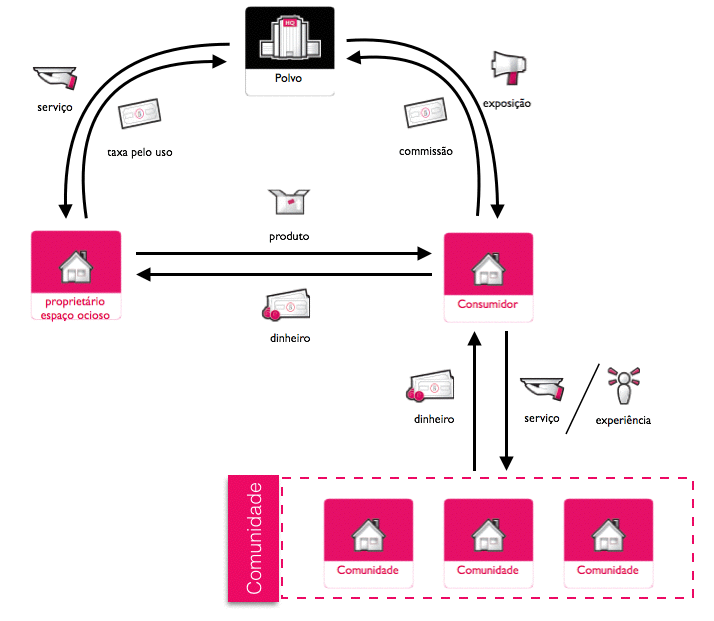 HQ
Polvo
serviço
exposição
taxa pelo uso
commissão
produto
proprietário
espaço ocioso
Consumidor
dinheiro
dinheiro
serviço
experiência
Comunidade
Comunidade
Comunidade
Comunidade